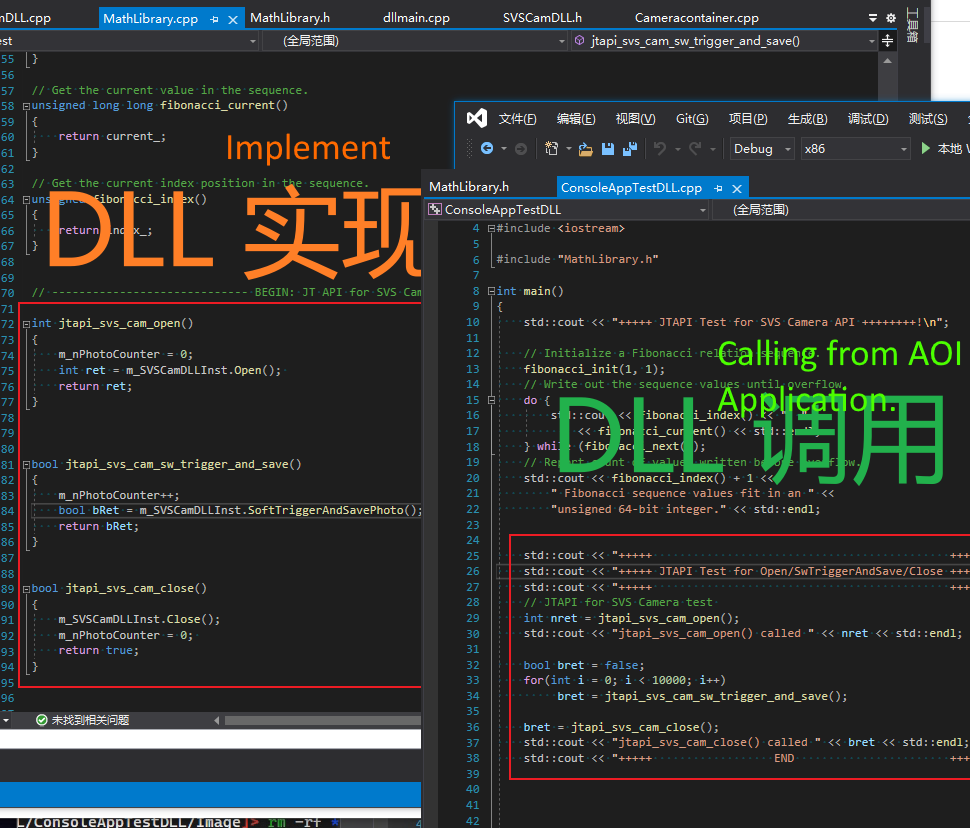 mDLL.cpp
MathLibrary.cpp
MathLibrary.h
dllmain.cpp
SVSCamDLL.h
Cameracontainer.cpp
工具箱
est
(全局范围)
jtapi_svs_cam_sw_trigger_and_save()
55 }
56
57 // Get the current value in the sequence.
58 unsigned long long fibonacci_current()
59 {
60 return current_;
61 }
62
63 // Get the current index position in the sequence.
64 fibonacci_index()
65 {
66 return
67 }
68
69
70 // ---------------------------- BEGIN: JT API for SVS Cam
71
72 int jtapi_svs_cam_open()
73 {
74 m_nPhotoCounter = 0;
75 int ret = m_SVSCamDLLInst.Open();
76 return ret;
77 }
78
79
80
81 bool jtapi_svs_cam_sw_trigger_and_save()
82 {
83 m_nPhotoCounter++;
84 bool bRet = m_SVSCamDLLInst.SoftTriggerAndSavePhoto();
85 return bRet;
86 }
87
88
89 bool jtapi_svs_cam_close()
90 {
91 m_SVSCamDLLInst.Close();
92 m_nPhotoCounter = 0;
93 return true;
94 }
95
96
Implement
DLL 实现
未找到相关问题
L/ConsoleAppTestDLL/Image]> rm -rf *
文件(F) 编辑(E) 视图(V) Git(G) 项目(P) 生成(B) 调试(D) 测试(S)
Debug
x86
本地 W
MathLibrary.h
ConsoleAppTestDLL.cpp
ConsoleAppTestDLL
(全局范围)
4 #include <iostream>
5
6 #include "MathLibrary.h"
7
8 int main()
9 {
10 std::cout << "+++++ JTAPI Test for SVS Camera API ++++++++!\n";
11
12 // Initialize a Fibonacci relation sequence.
13 fibonacci_init(1, 1);
14 // Write out the sequence values until overflow.
15 do {
16 std::cout << fibonacci_index() <<
17 << fibonacci_current() << std::endl;
18 } while (fibonacci_next());
19 // Report count of values written before overflow.
20 std::cout << fibonacci_index() + 1 <<
21 " Fibonacci sequence values fit in an " <<
22 "unsigned 64-bit integer." << std::endl;
23
24
25 std::cout << "+++++ +++
26 std::cout << "+++++ JTAPI Test for Open/SwTriggerAndSave/Close +++
27 std::cout << "+++++ +++
28 // JTAPI for SVS Camera test
29 int nret = jtapi_svs_cam_open();
30 std::cout << "jtapi_svs_cam_open() called " << nret << std::endl;
31
32 bool bret = false;
33 for(int i = 0; i < 10000; i++)
34 bret = jtapi_svs_cam_sw_trigger_and_save();
35
36 bret = jtapi_svs_cam_close();
37 std::cout << "jtapi_svs_cam_close() called " << bret << std::endl;
38 std::cout << "+++++ END +++
39
40
41
42
Calling from AOI
Application.
DLL 调用